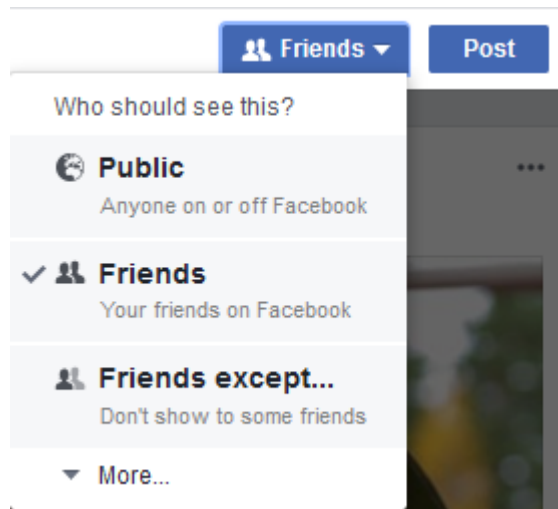 Friends Post
Who should see this?
Public
Anyone on or off Facebook
Friends
Your friends on Facebook
Friends except...
Don't show to some friends
More...